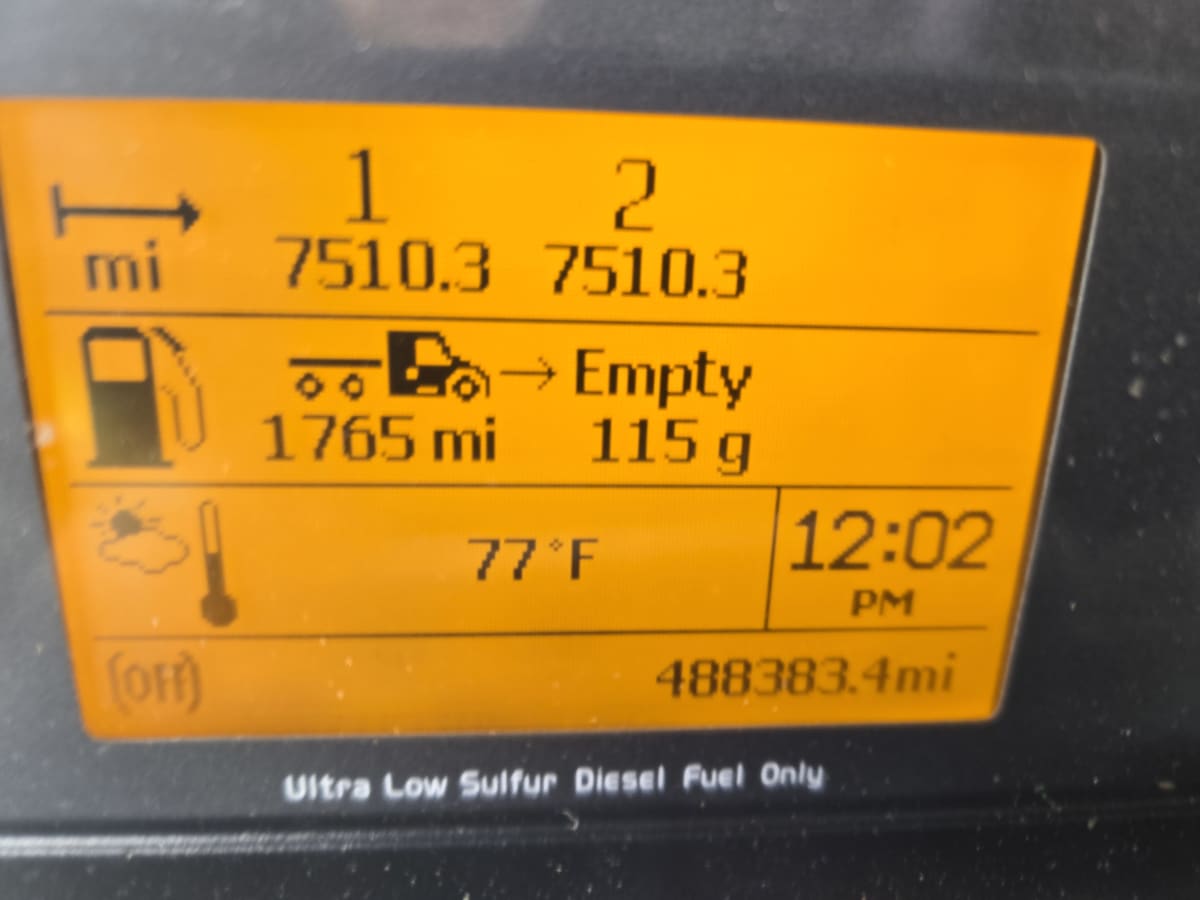 1 2
mi 7510.3 7510.3
Empty
1765 mi 115 g
77°F 12:02
PM
(Off) 488383.4mi
Ultra Low Sulfur Diesel Fuel Only